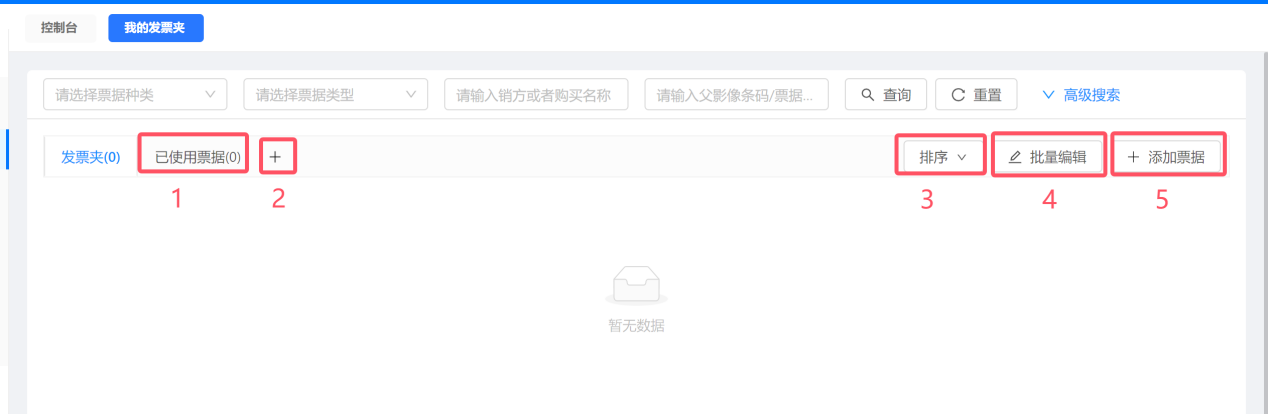 控制台 我的发票夹
请选择票据种类 请选择票据类型 请输入销方或者购买名称 请输入父影像条码/票据... 查询 重置 高级搜索
发票夹(0) 已使用票据(0) + 排序 批量编辑 + 添加票据
1 2 3 4 5
暂无数据